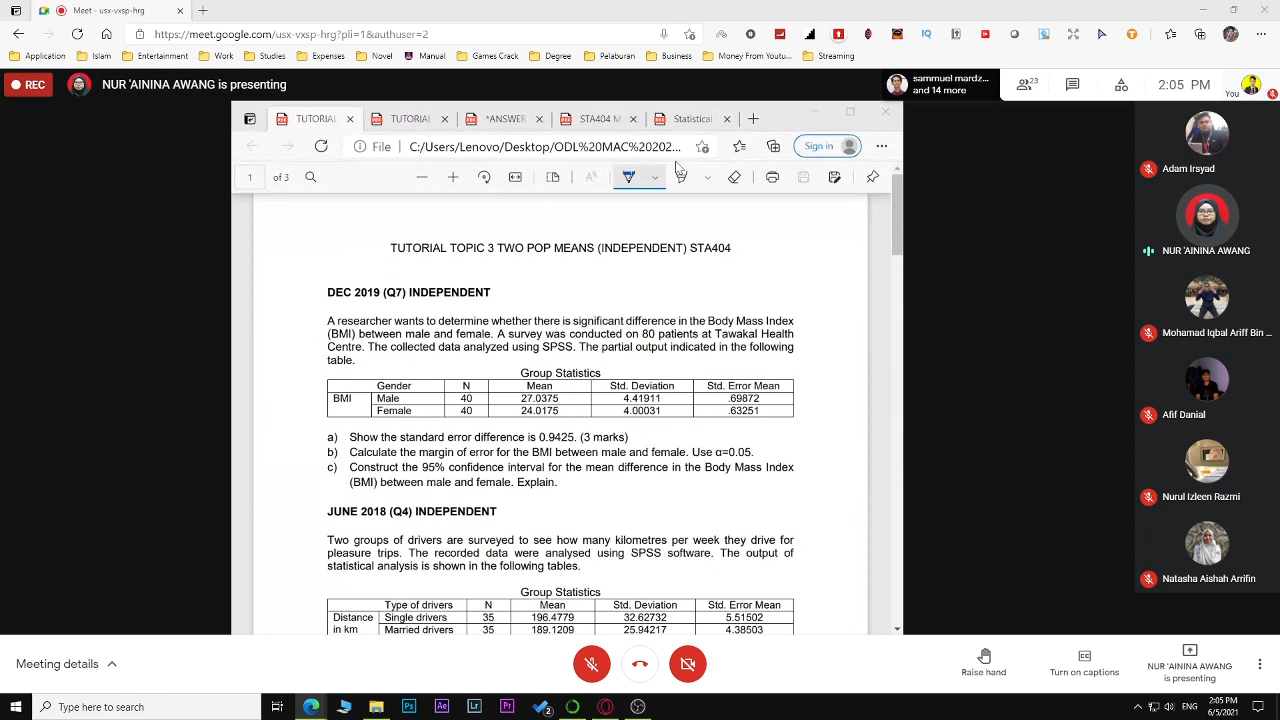 Meet - usx-vxsp-hrg
https://meet.google.com/usx-vxsp-hrg?pli=1&authuser=2
Application
Islam
Entertainment
Work
Studies
Expenses
Novel
Manual
Games Crack
Design
Pelaburan
Business
Money From Youtu...
Streaming
REC
NUR 'AININA AWANG is presenting
sammuel mardz...
and 14 more
23
2:05 PM
You
TUTORIAL
TUTORIAL
*ANSWER
STA404 M
Statistical
File
C:/Users/Lenovo/Desktop/ODL%20MAC%20202...
Sign in
1 of 3
TUTORIAL TOPIC 3 TWO POP MEANS (INDEPENDENT) STA404
DEC 2019 (Q7) INDEPENDENT
A researcher wants to determine whether there is significant difference in the Body Mass Index
(BMI) between male and female. A survey was conducted on 80 patients at Tawakal Health
Centre. The collected data analyzed using SPSS. The partial output indicated in the following
table.
Group Statistics
Gender N Mean Std. Deviation Std. Error Mean
BMI Male 40 27.0375 4.41911 .69872
Female 40 24.0175 4.00031 .63251
a) Show the standard error difference is 0.9425. (3 marks)
b) Calculate the margin of error for the BMI between male and female. Use α=0.05.
c) Construct the 95% confidence interval for the mean difference in the Body Mass Index
(BMI) between male and female. Explain.
JUNE 2018 (Q4) INDEPENDENT
Two groups of drivers are surveyed to see how many kilometres per week they drive for
pleasure trips. The recorded data were analysed using SPSS software. The output of
statistical analysis is shown in the following tables.
Group Statistics
Type of drivers N Mean Std. Deviation Std. Error Mean
Distance Single drivers 35 196.4779 32.62732 5.51502
in km Married drivers 35 189.1209 25.94217 4.38503
Adam Irsyad
NUR 'AININA AWANG
Mohamad Iqbal Ariff Bin ...
Afif Danial
Nurul Izleen Razmi
Natasha Aishah Arrifin
Meeting details
Raise hand
Turn on captions
NUR 'AININA AWANG
is presenting
Type here to search
Ps
Ae
Lr
Pr
2
ENG
2:05 PM
6/5/2021